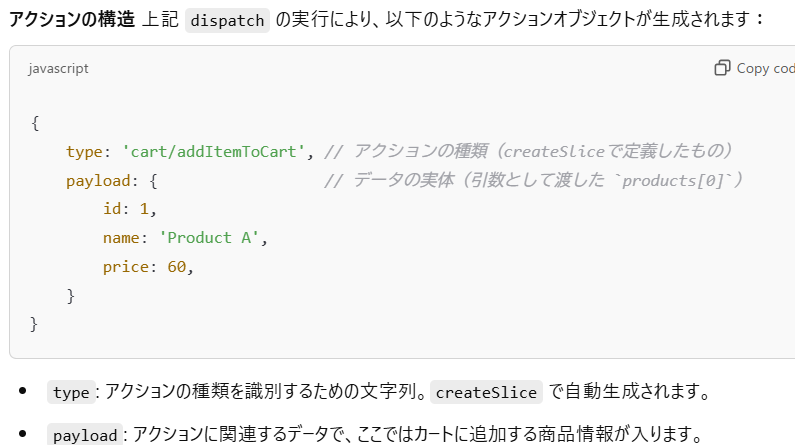 アクションの構造 上記 dispatch の実行により、以下のようなアクションオブジェクトが生成されます：
javascript Copy cod
{
    type: 'cart/addItemToCart', // アクションの種類（createSliceで定義したもの）
    payload: {                  // データの実体（引数として渡した `products[0]`）
        id: 1,
        name: 'Product A',
        price: 60,
    }
}
• type: アクションの種類を識別するための文字列。 createSlice で自動生成されます。
• payload: アクションに関連するデータで、ここではカートに追加する商品情報が入ります。